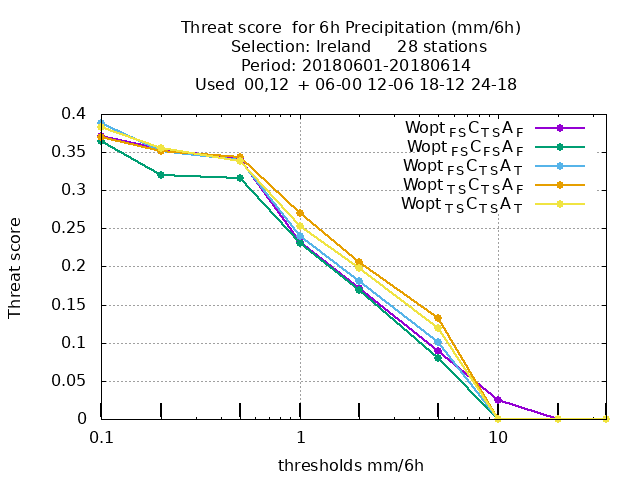 Threat score  for 6h Precipitation (mm/6h)
Selection: Ireland     28 stations
Period: 20180601-20180614
Used  00,12  + 06-00 12-06 18-12 24-18
0.4
0.35
0.3
0.25
0.2
0.15
0.1
0.05
0
Threat score
Wopt FS C TS A F
Wopt FS C FS A F
Wopt FS C TS A T
Wopt TS C TS A F
Wopt TS C TS A T
0.1 1 10
thresholds mm/6h